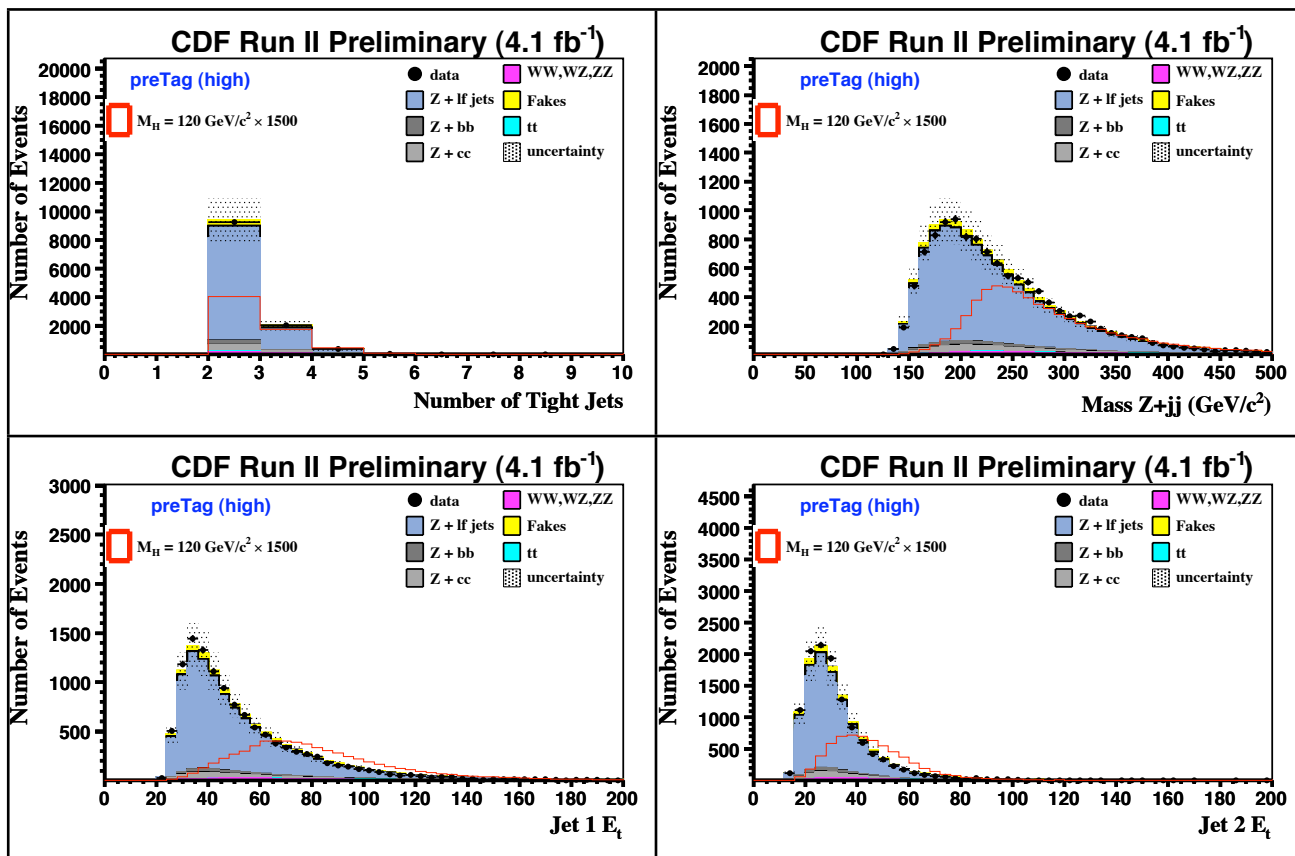 CDF Run II Preliminary (4.1 fb⁻¹)
preTag (high)
M_H = 120 GeV/c² × 1500
data
Z + lf jets
Z + bb
Z + cc
WW,WZ,ZZ
Fakes
tt
uncertainty
Number of Events
20000
18000
16000
14000
12000
10000
8000
6000
4000
2000
0 1 2 3 4 5 6 7 8 9 10
Number of Tight Jets
CDF Run II Preliminary (4.1 fb⁻¹)
preTag (high)
M_H = 120 GeV/c² × 1500
data
Z + lf jets
Z + bb
Z + cc
WW,WZ,ZZ
Fakes
tt
uncertainty
Number of Events
2000
1800
1600
1400
1200
1000
800
600
400
200
0 50 100 150 200 250 300 350 400 450 500
Mass Z+jj (GeV/c²)
CDF Run II Preliminary (4.1 fb⁻¹)
preTag (high)
M_H = 120 GeV/c² × 1500
data
Z + lf jets
Z + bb
Z + cc
WW,WZ,ZZ
Fakes
tt
uncertainty
Number of Events
3000
2500
2000
1500
1000
500
0 20 40 60 80 100 120 140 160 180 200
Jet 1 E_t
CDF Run II Preliminary (4.1 fb⁻¹)
preTag (high)
M_H = 120 GeV/c² × 1500
data
Z + lf jets
Z + bb
Z + cc
WW,WZ,ZZ
Fakes
tt
uncertainty
Number of Events
4500
4000
3500
3000
2500
2000
1500
1000
500
0 20 40 60 80 100 120 140 160 180 200
Jet 2 E_t